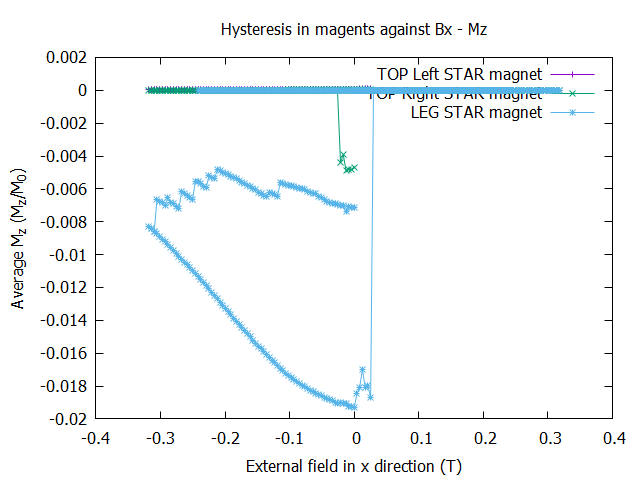 Hysteresis in magents against Bx - Mz
0.002
TOP Left STAR magnet
0
TOP Right STAR magnet
-0.002
LEG STAR magnet
-0.004
-0.006
-0.008
-0.01
-0.012
-0.014
-0.016
-0.018
-0.02
Average Mz (Mz/M0)
-0.4 -0.3 -0.2 -0.1 0 0.1 0.2 0.3 0.4
External field in x direction (T)